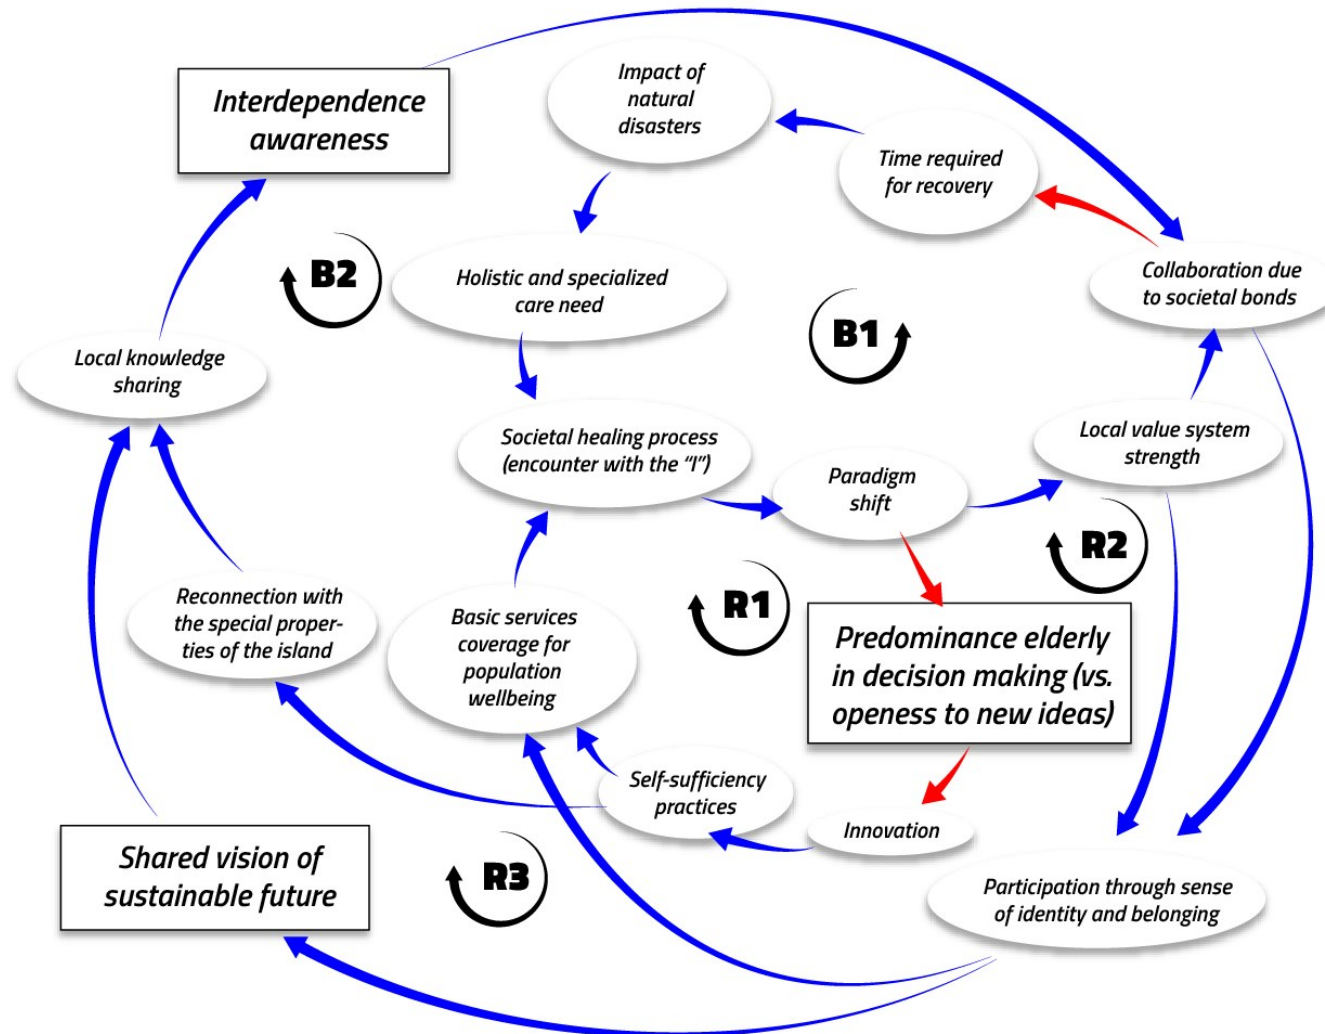 Interdependence
awareness
Impact of
natural
disasters
Time required
for recovery
Collaboration due
to societal bonds
B2
Holistic and specialized
care need
B1
Local knowledge
sharing
Societal healing process
(encounter with the “I”)
Paradigm
shift
Local value system
strength
R2
Reconnection with
the special proper-
ties of the island
Basic services
coverage for
population
wellbeing
R1
Predominance elderly
in decision making (vs.
openess to new ideas)
Self-sufficiency
practices
Innovation
Shared vision of
sustainable future
R3
Participation through sense
of identity and belonging